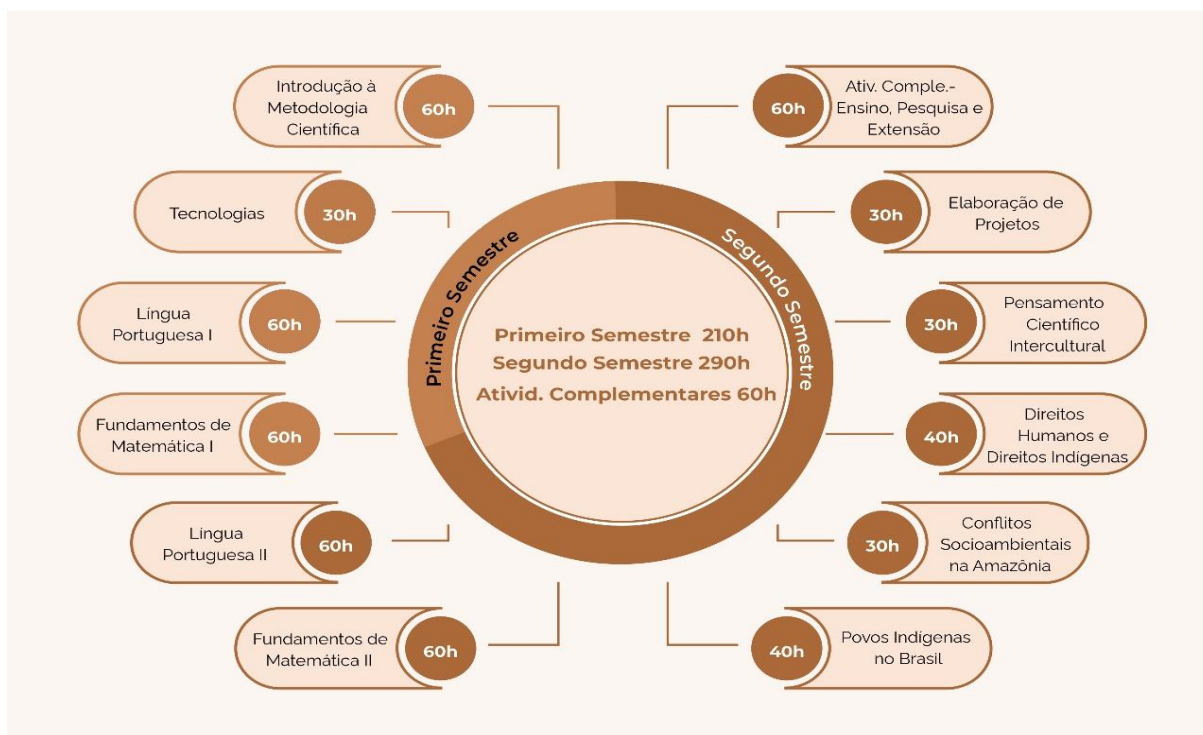 Introdução à
Metodologia
Científica
60h
Tecnologias
30h
Língua
Portuguesa I
60h
Fundamentos de
Matemática I
60h
Língua
Portuguesa II
60h
Fundamentos de
Matemática II
60h
Primeiro Semestre
Segundo Semestre
Primeiro Semestre 210h
Segundo Semestre 290h
Ativid. Complementares 60h
60h
Ativ. Comple.-
Ensino, Pesquisa e
Extensão
30h
Elaboração de
Projetos
30h
Pensamento
Científico
Intercultural
40h
Direitos
Humanos e
Direitos Indígenas
30h
Conflitos
Socioambientais
na Amazônia
40h
Povos Indígenas
no Brasil